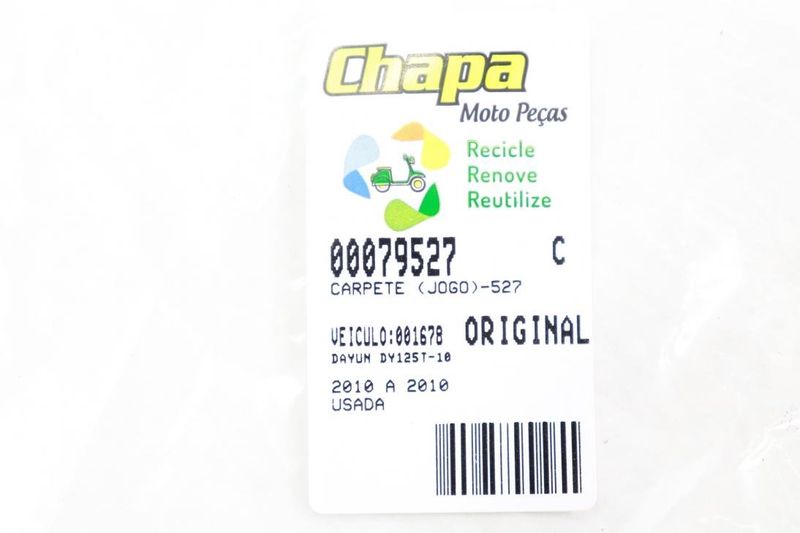 Chapa
Moto Peças
Recicle
Renove
Reutilize
00079527 C
CARPETE (JOGO)-527
VEICULO:001678 ORIGINAL
DAYUN DY125T-10
2010 A 2010
USADA